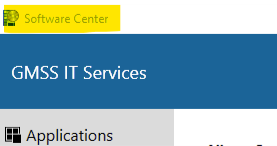 Software Center
GMSS IT Services
Applications